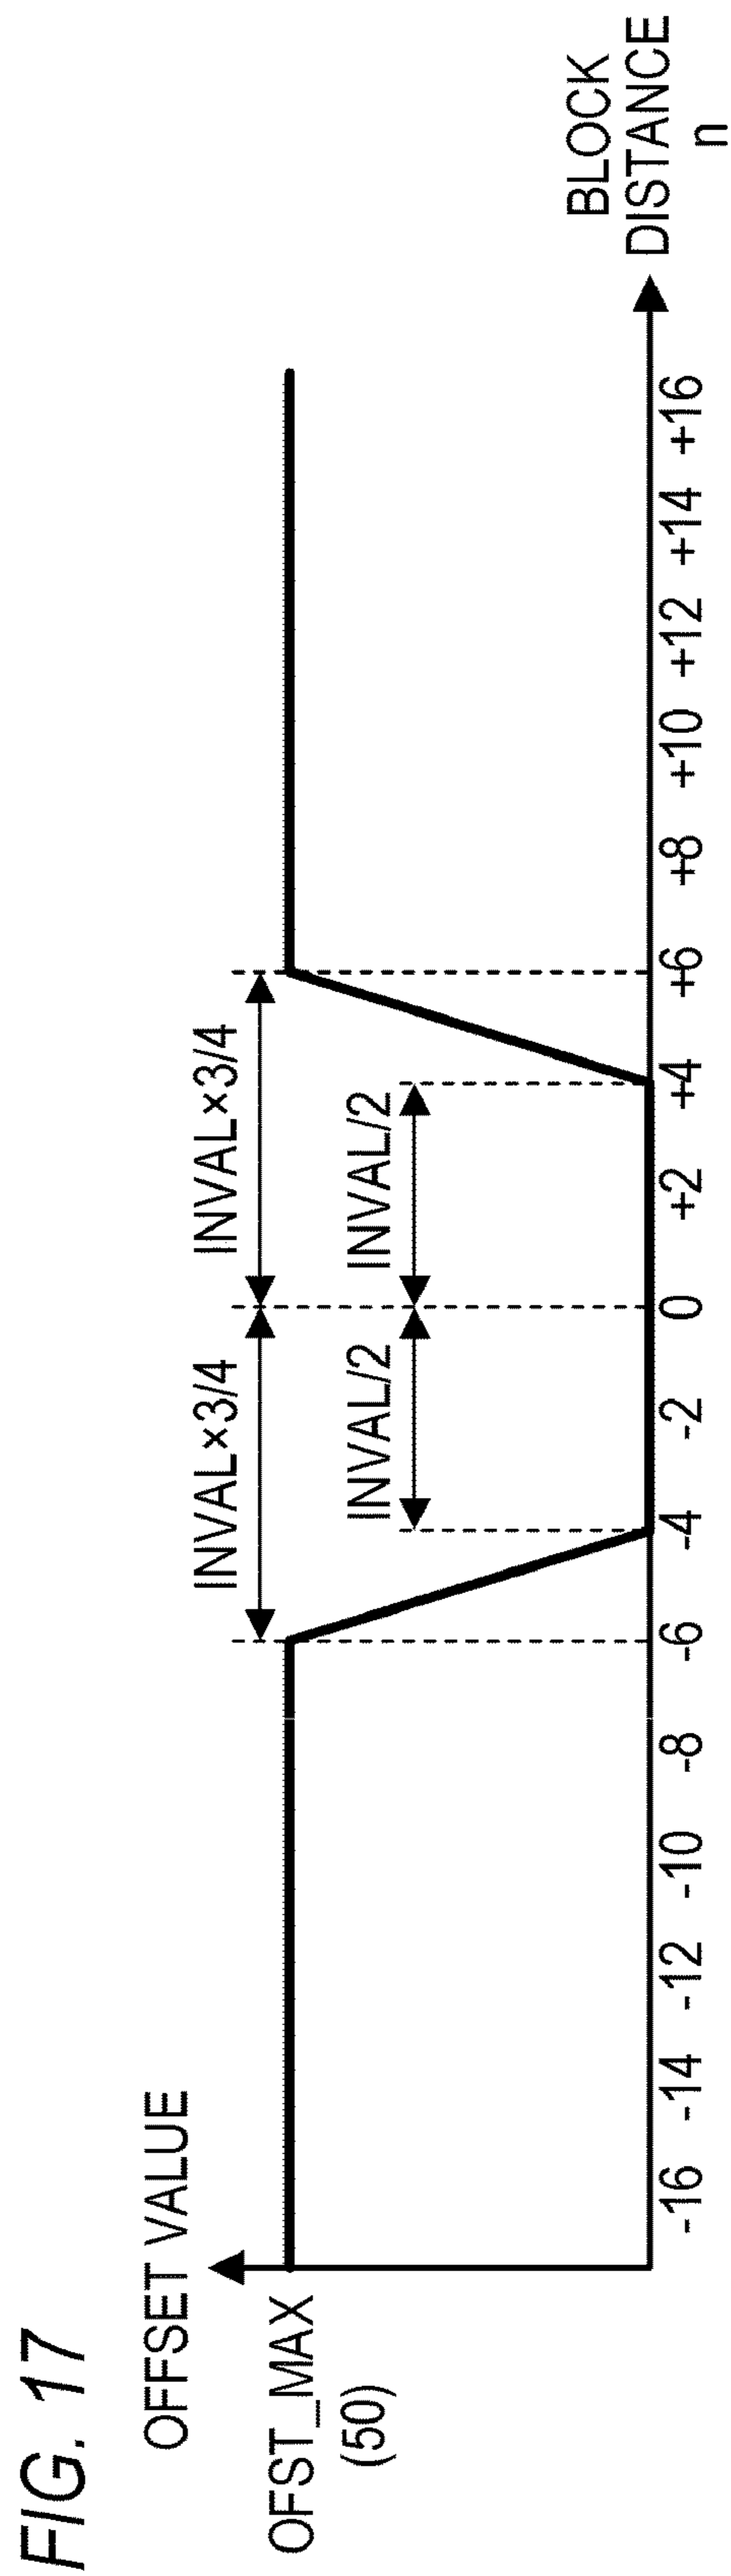 FIG. 17
OFFSET VALUE
OFST_MAX
(50)
INVAL×3/4
INVAL×3/4
INVAL/2
INVAL/2
-16
-14
-12
-10
-8
-6
-4
-2
0
+2
+4
+6
+8
+10
+12
+14
+16
BLOCK
DISTANCE
n